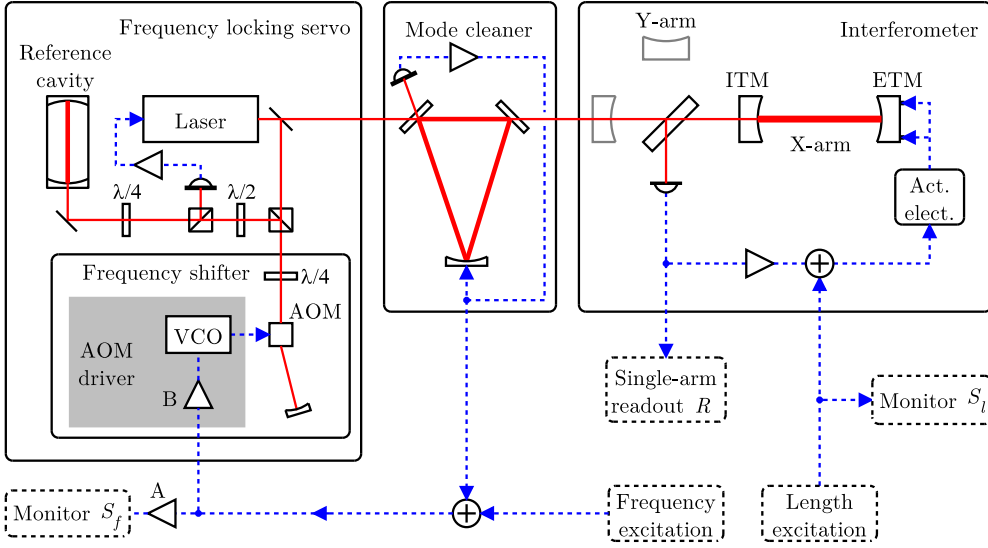 Frequency locking servo
Reference
cavity
Laser
λ/4
λ/2
Frequency shifter
λ/4
AOM
VCO
AOM
driver
B
Mode cleaner
Interferometer
Y-arm
ITM
ETM
X-arm
Act.
elect.
Single-arm
readout R
Monitor S_l
A
Monitor S_f
Frequency
excitation
Length
excitation